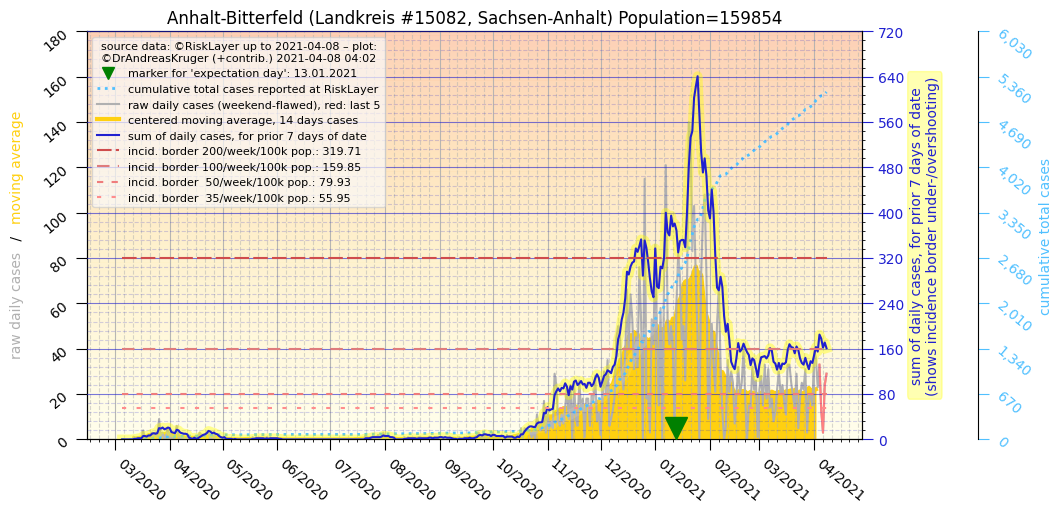 Anhalt-Bitterfeld (Landkreis #15082, Sachsen-Anhalt) Population=159854
source data: ©RiskLayer up to 2021-04-08 – plot:
©DrAndreasKruger (+contrib.) 2021-04-08 04:02
marker for 'expectation day': 13.01.2021
cumulative total cases reported at RiskLayer
raw daily cases (weekend-flawed), red: last 5
centered moving average, 14 days cases
sum of daily cases, for prior 7 days of date
incid. border 200/week/100k pop.: 319.71
incid. border 100/week/100k pop.: 159.85
incid. border  50/week/100k pop.: 79.93
incid. border  35/week/100k pop.: 55.95
raw daily cases  /  moving average
180
160
140
120
100
80
60
40
20
0
03/2020
04/2020
05/2020
06/2020
07/2020
08/2020
09/2020
10/2020
11/2020
12/2020
01/2021
02/2021
03/2021
04/2021
720
640
560
480
400
320
240
160
80
0
sum of daily cases, for prior 7 days of date
(shows incidence border under-/overshooting)
6,030
5,360
4,690
4,020
3,350
2,680
2,010
1,340
670
0
cumulative total cases